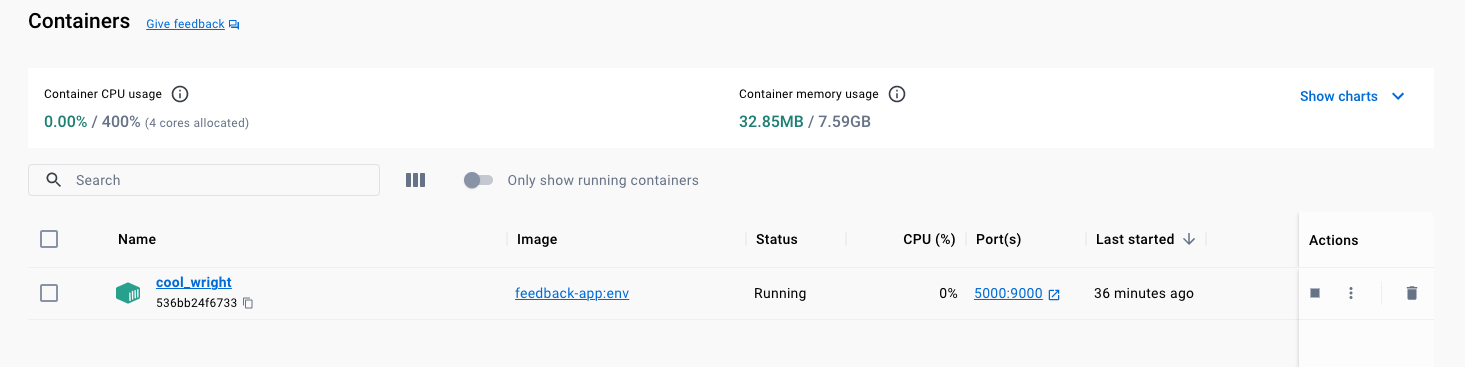 Containers Give feedback
Container CPU usage
0.00% / 400% (4 cores allocated)
Container memory usage
32.85MB / 7.59GB
Show charts
Search
Only show running containers
Name Image Status CPU (%) Port(s) Last started Actions
cool_wright
536bb24f6733
feedback-app:env Running 0% 5000:9000 36 minutes ago